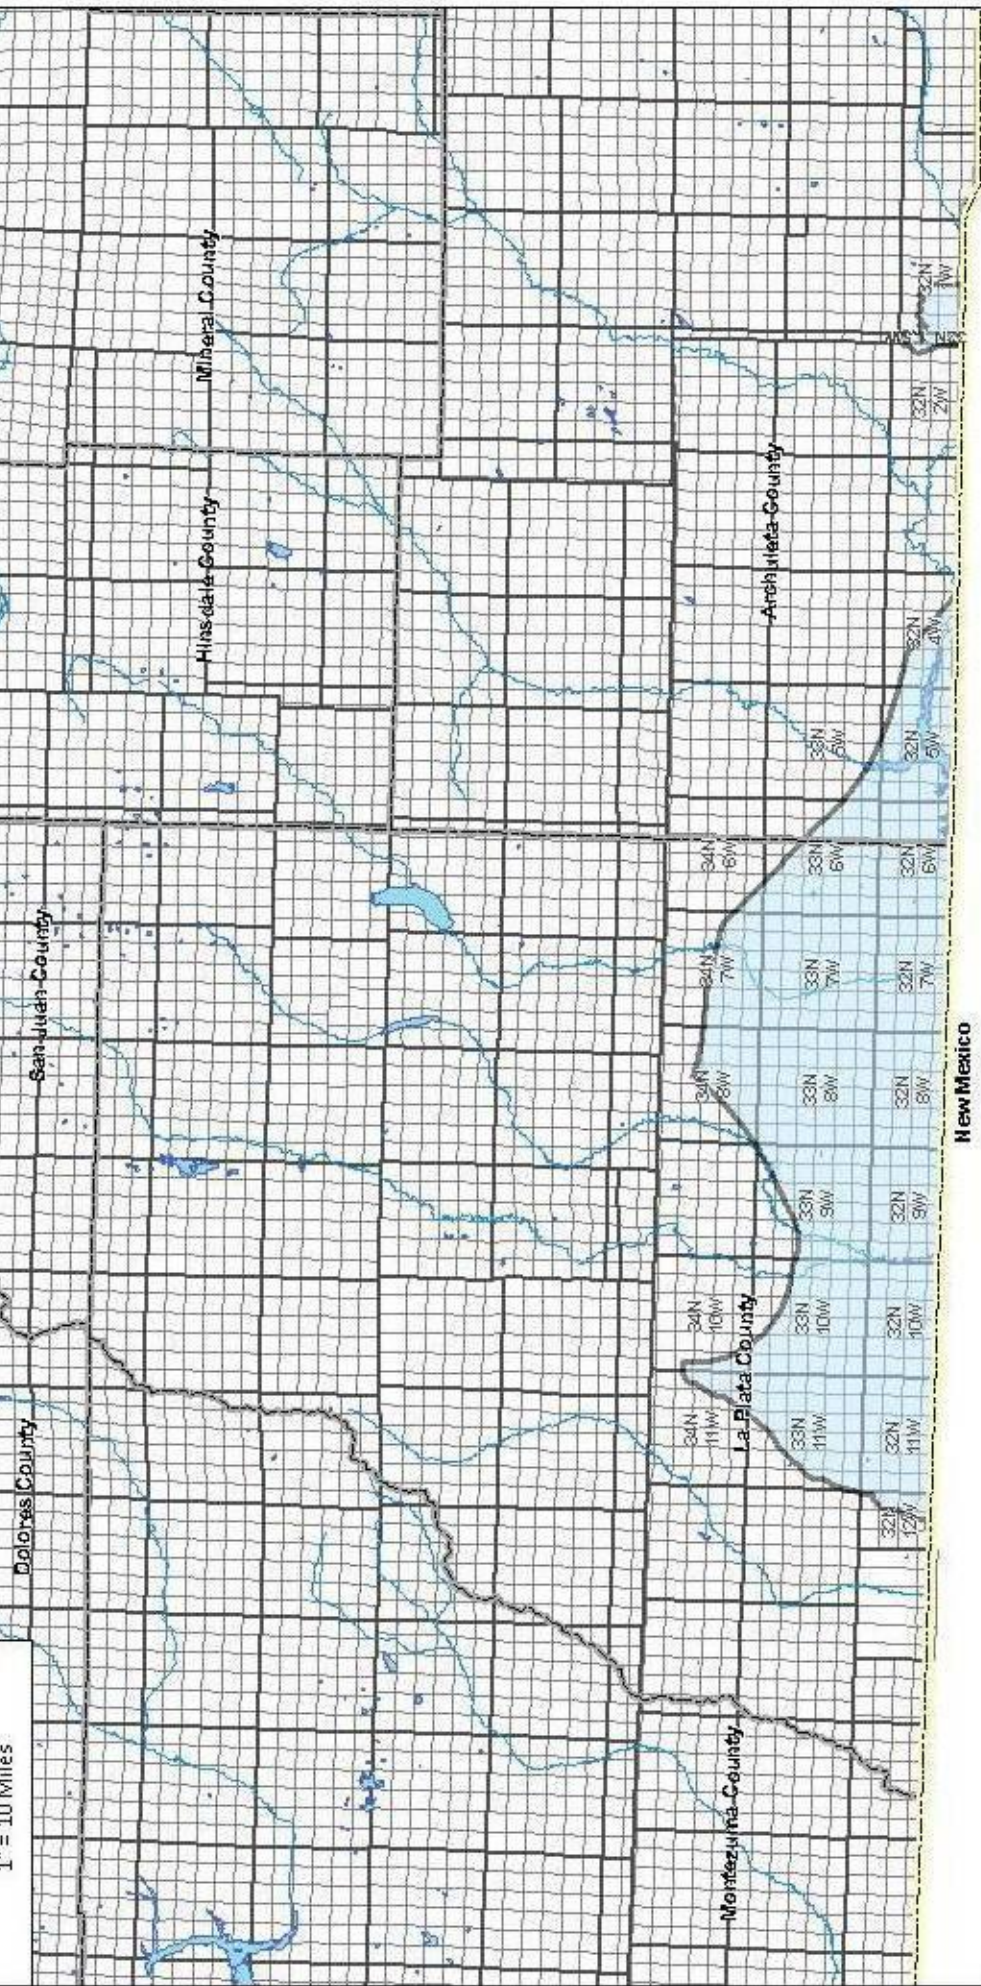 1" = 10 Miles
Dolores County
San Juan County
Hinsdale County
Mineral County
Montezuma County
La Plata County
Archuleta County
34N
11W
34N
10W
34N
8W
34N
7W
34N
6W
33N
11W
33N
10W
33N
9W
33N
8W
33N
7W
33N
6W
33N
5W
32N
12W
32N
11W
32N
10W
32N
9W
32N
8W
32N
7W
32N
6W
32N
5W
32N
4W
32N
2W
32N
1W
New Mexico